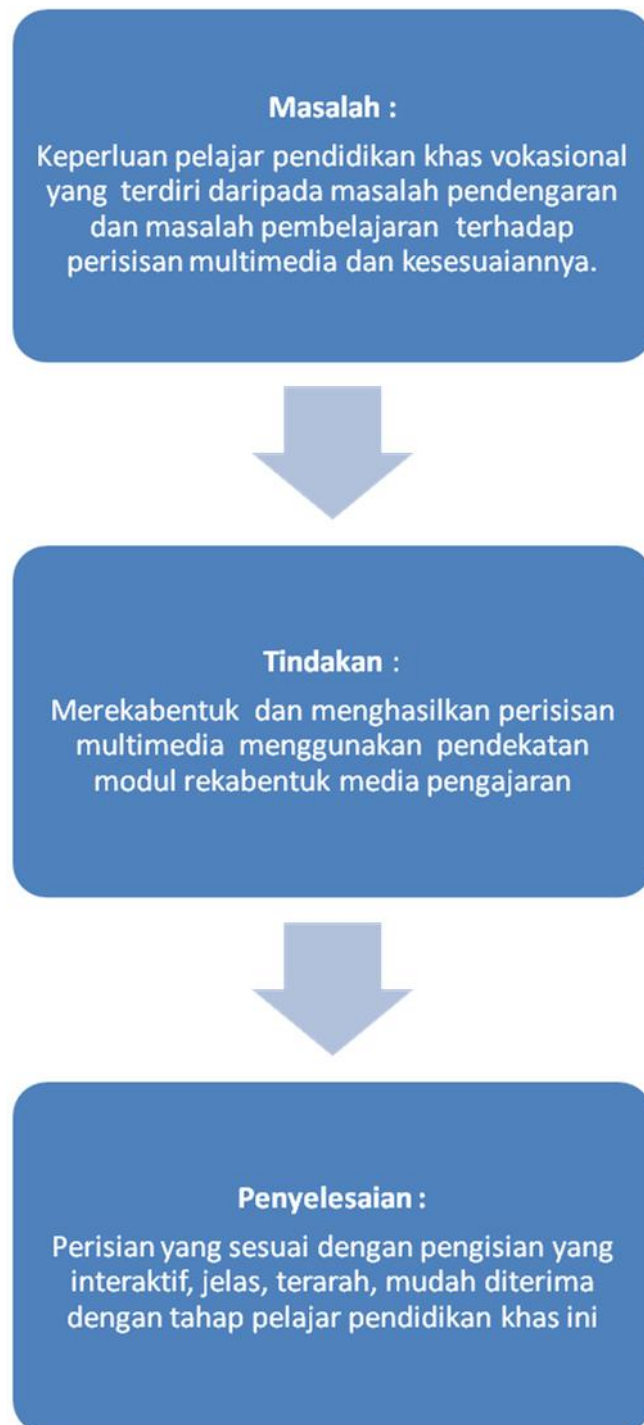 Masalah :
Keperluan pelajar pendidikan khas vokasional
yang terdiri daripada masalah pendengaran
dan masalah pembelajaran terhadap
perisisan multimedia dan kesesuaiannya.
Tindakan :
Merekabentuk dan menghasilkan perisisan
multimedia menggunakan pendekatan
modul rekabentuk media pengajaran
Penyelesaian :
Perisian yang sesuai dengan pengisian yang
interaktif, jelas, terarah, mudah diterima
dengan tahap pelajar pendidikan khas ini